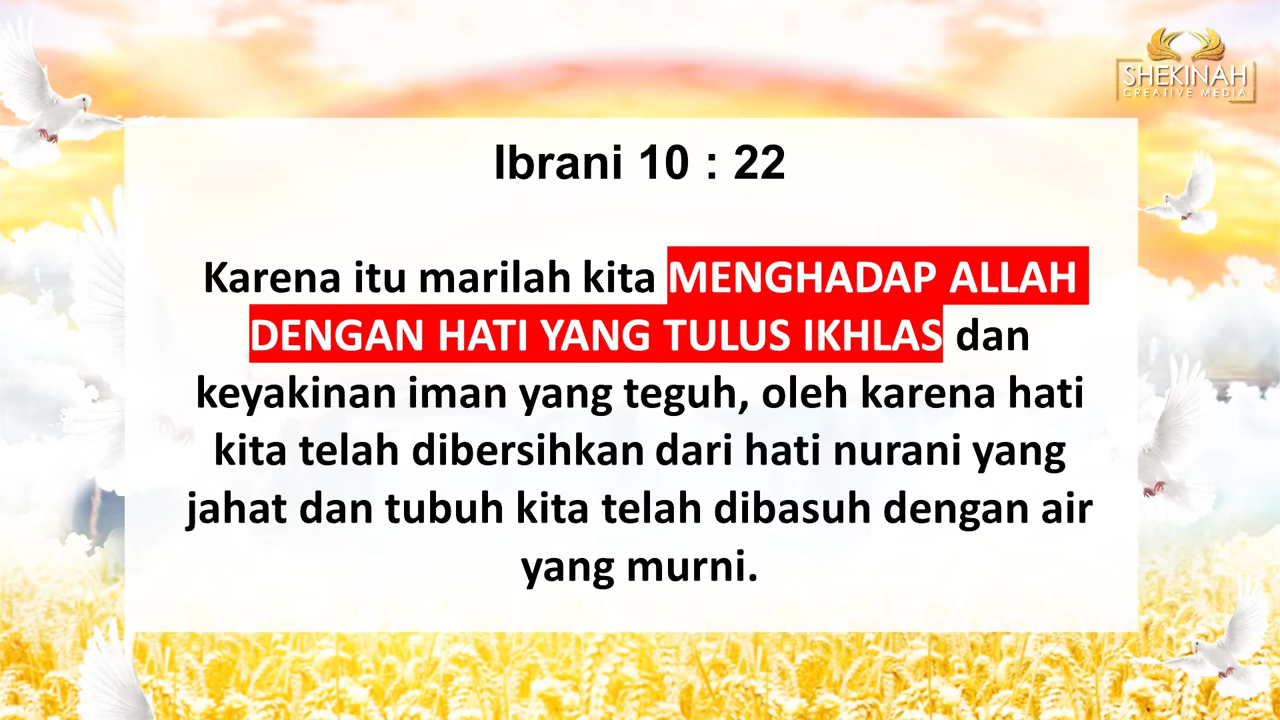 SHEKINAH
CREATIVE MEDIA
Ibrani 10 : 22
Karena itu marilah kita MENGHADAP ALLAH
DENGAN HATI YANG TULUS IKHLAS dan
keyakinan iman yang teguh, oleh karena hati
kita telah dibersihkan dari hati nurani yang
jahat dan tubuh kita telah dibasuh dengan air
yang murni.